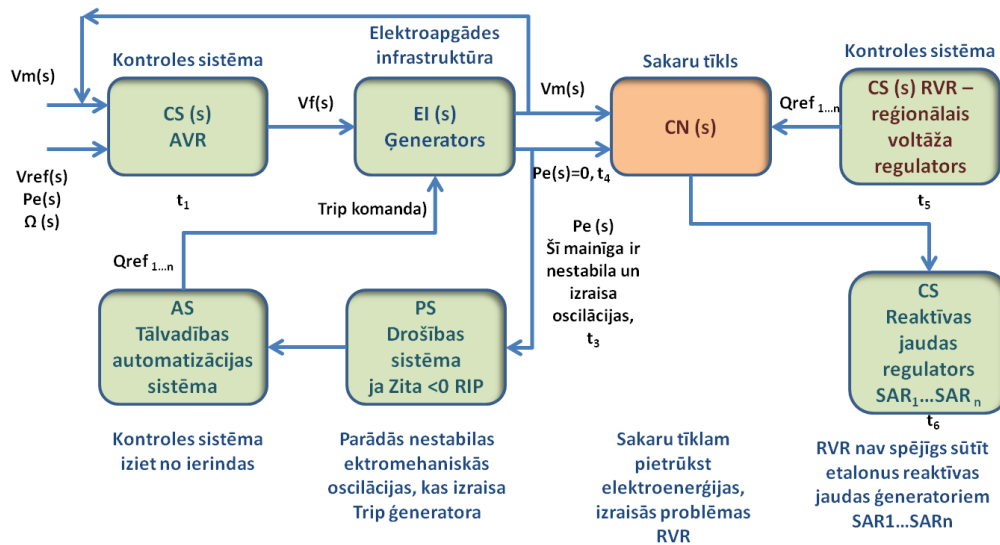 Elektroapgādes
infrastruktūra
Kontroles sistēma
Sakaru tīkls
Kontroles sistēma
Vm(s)
CS (s)
AVR
Vf(s)
EI (s)
Ģenerators
Vm(s)
CN (s)
Qref 1...n
CS (s) RVR –
reģionālais
voltāža
regulators
Vref(s)
Pe(s)
Ω (s)
t1
Trip komanda)
Pe(s)=0, t4
t5
Qref 1...n
Pe (s)
Šī mainīga ir
nestabila un
izraisa
oscilācijas,
t3
AS
Tālvadības
automatizācijas
sistēma
PS
Drošības
sistēma
ja Zita <0 RIP
CS
Reaktīvas
jaudas
regulators
SAR1...SAR n
t6
Kontroles sistēma
iziet no ierindas
Parādās nestabilas
ektromehaniskās
oscilācijas, kas izraisa
Trip ģeneratora
Sakaru tīklam
pietrūkst
elektroenerģijas,
izraisās problēmas
RVR
RVR nav spējīgs sūtīt
etalonus reaktīvas
jaudas ģeneratoriem
SAR1...SARn